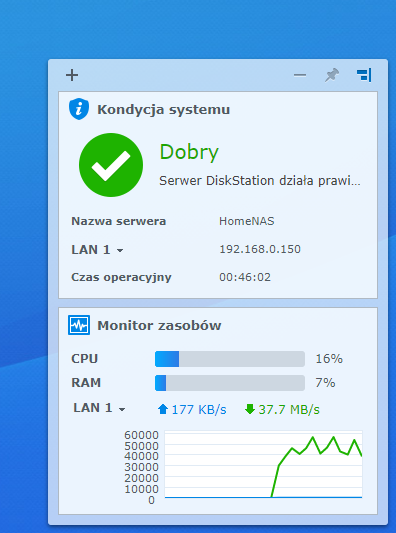 Kondycja systemu
Dobry
Serwer DiskStation działa prawi...
Nazwa serwera HomeNAS
LAN 1 192.168.0.150
Czas operacyjny 00:46:02
Monitor zasobów
CPU 16%
RAM 7%
LAN 1 177 KB/s 37.7 MB/s
60000
50000
40000
30000
20000
10000
0